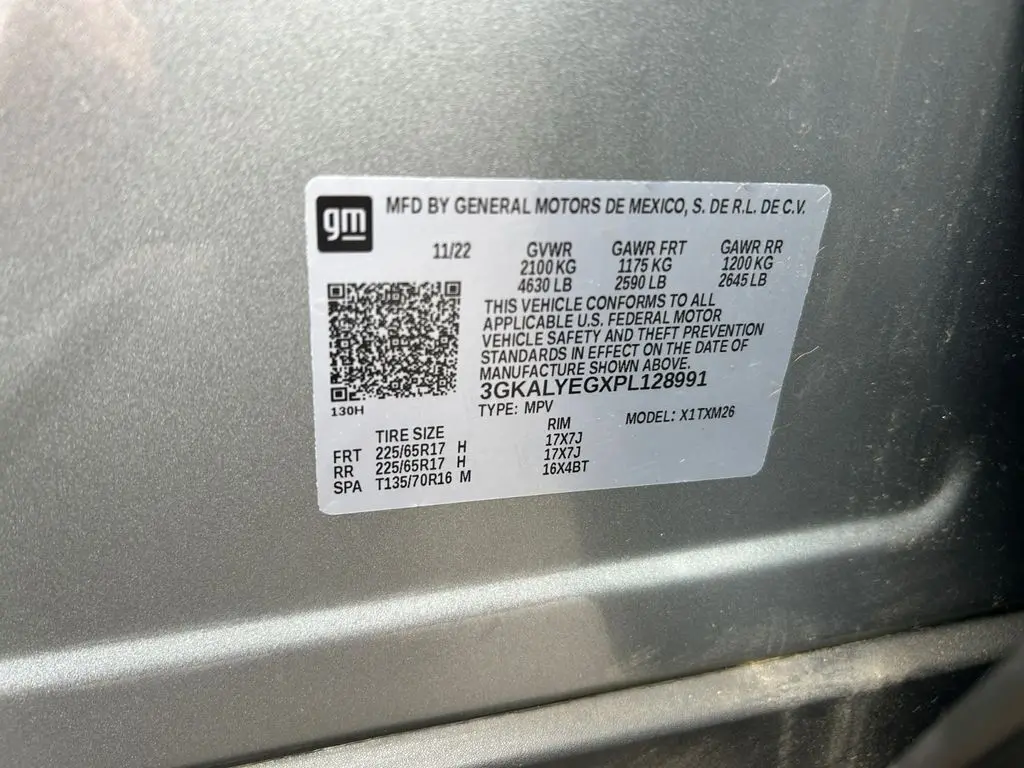 gm
MFD BY GENERAL MOTORS DE MEXICO, S. DE R.L. DE C.V.
11/22 GVWR GAWR FRT GAWR RR
2100 KG 1175 KG 1200 KG
4630 LB 2590 LB 2645 LB
THIS VEHICLE CONFORMS TO ALL
APPLICABLE U.S. FEDERAL MOTOR
VEHICLE SAFETY AND THEFT PREVENTION
STANDARDS IN EFFECT ON THE DATE OF
MANUFACTURE SHOWN ABOVE.
3GKALYEGXPL128991
130H
TYPE: MPV MODEL: X1TXM26
TIRE SIZE RIM
FRT 225/65R17 H 17X7J
RR 225/65R17 H 17X7J
SPA T135/70R16 M 16X4BT